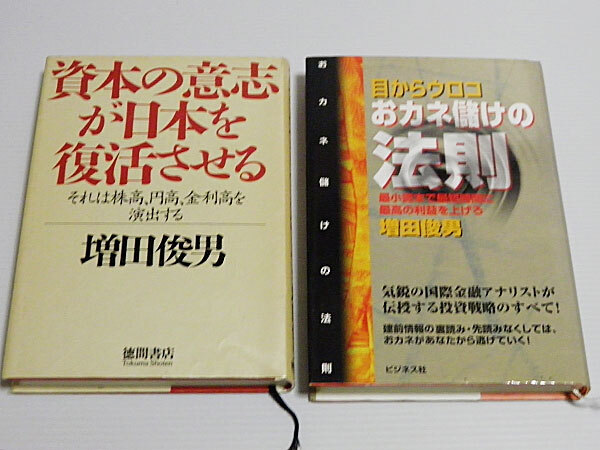 資本の意志
が日本を
復活させる
それは株高、円高、金利高を
演出する
増田俊男
徳間書店
Tokuma Shoten
おカネ儲けの法則
目からウロコ
おカネ儲けの
法則
最高の利益を上げろ
増田俊男
気鋭の国際金融アナリストが
伝授する投資戦略のすべて!
建前情報の裏読み・先読みなくしては、
おカネがあなたから逃げていく!
ビジネス社